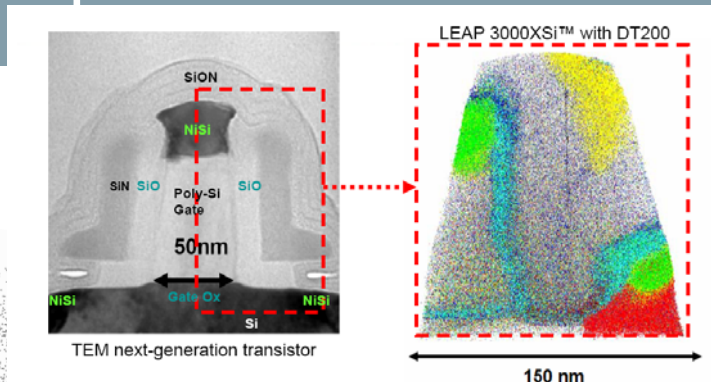 LEAP 3000XSi™ with DT200
SiON
NiSi
SiN
SiO
SiO
Poly-Si
Gate
50nm
Gate Ox
NiSi
NiSi
Si
TEM next-generation transistor
150 nm